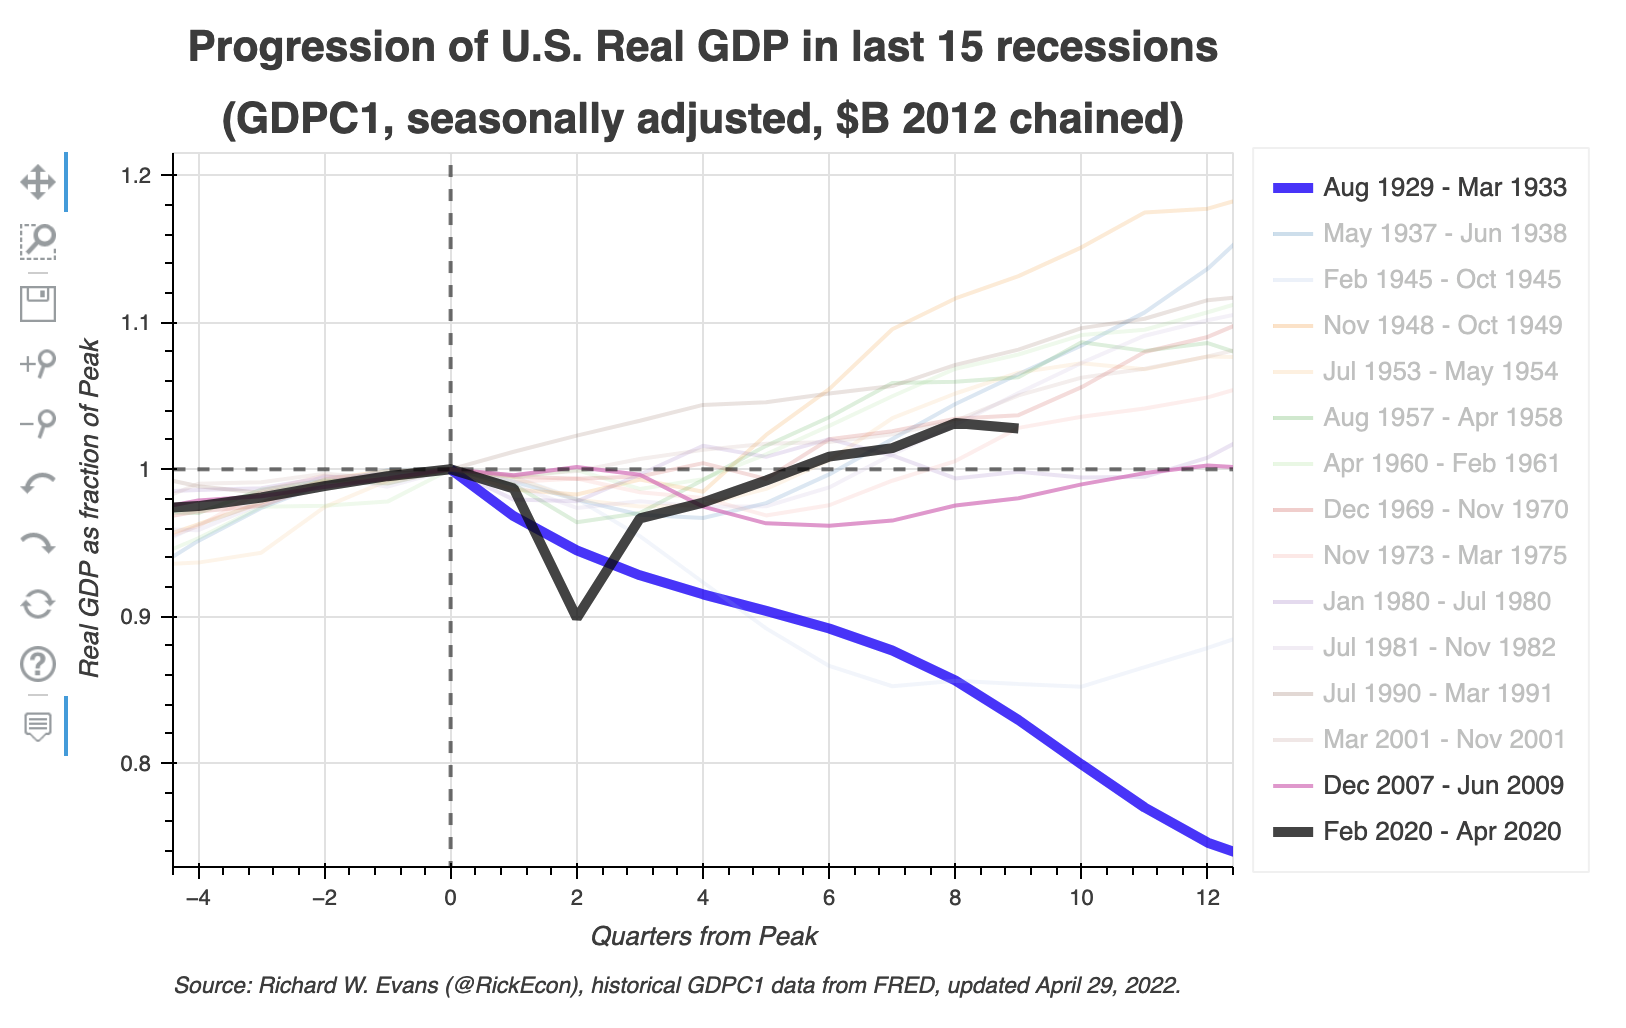 Progression of U.S. Real GDP in last 15 recessions
(GDPC1, seasonally adjusted, $B 2012 chained)
Real GDP as fraction of Peak
1.2
1.1
1
0.9
0.8
−4
−2
0
2
4
6
8
10
12
Quarters from Peak
Aug 1929 - Mar 1933
May 1937 - Jun 1938
Feb 1945 - Oct 1945
Nov 1948 - Oct 1949
Jul 1953 - May 1954
Aug 1957 - Apr 1958
Apr 1960 - Feb 1961
Dec 1969 - Nov 1970
Nov 1973 - Mar 1975
Jan 1980 - Jul 1980
Jul 1981 - Nov 1982
Jul 1990 - Mar 1991
Mar 2001 - Nov 2001
Dec 2007 - Jun 2009
Feb 2020 - Apr 2020
Source: Richard W. Evans (@RickEcon), historical GDPC1 data from FRED, updated April 29, 2022.